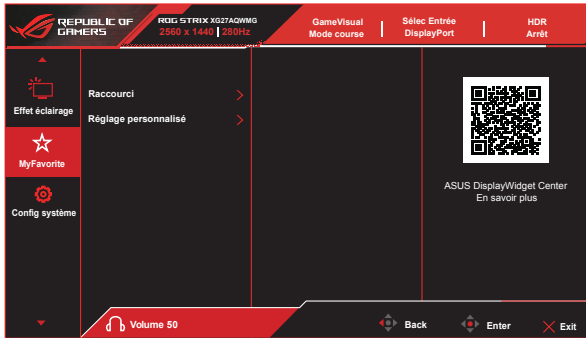 REPUBLIC OF
GAMERS
ROG STRIX XG27AQWMG
2560 x 1440 280Hz
GameVisual
Mode course
Sélec Entrée
DisplayPort
HDR
Arrêt
Effet éclairage
MyFavorite
Config système
Raccourci
Réglage personnalisé
ASUS DisplayWidget Center
En savoir plus
Volume 50
Back
Enter
Exit